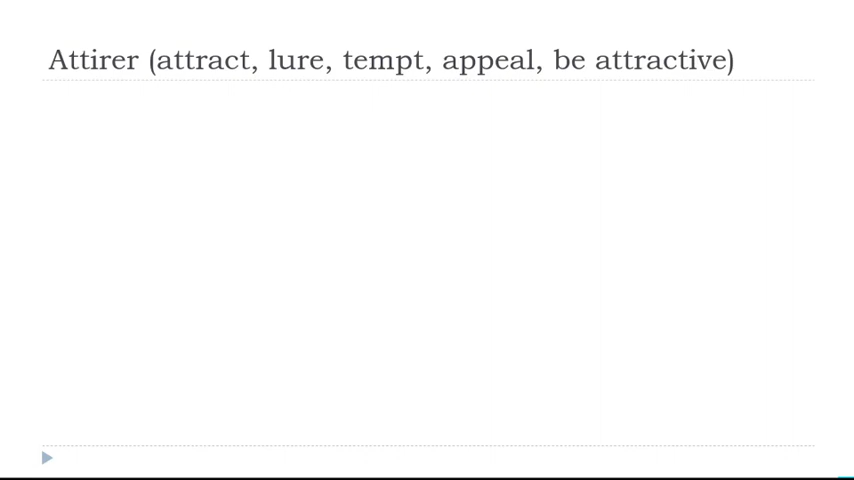 Attirer (attract, lure, tempt, appeal, be attractive)